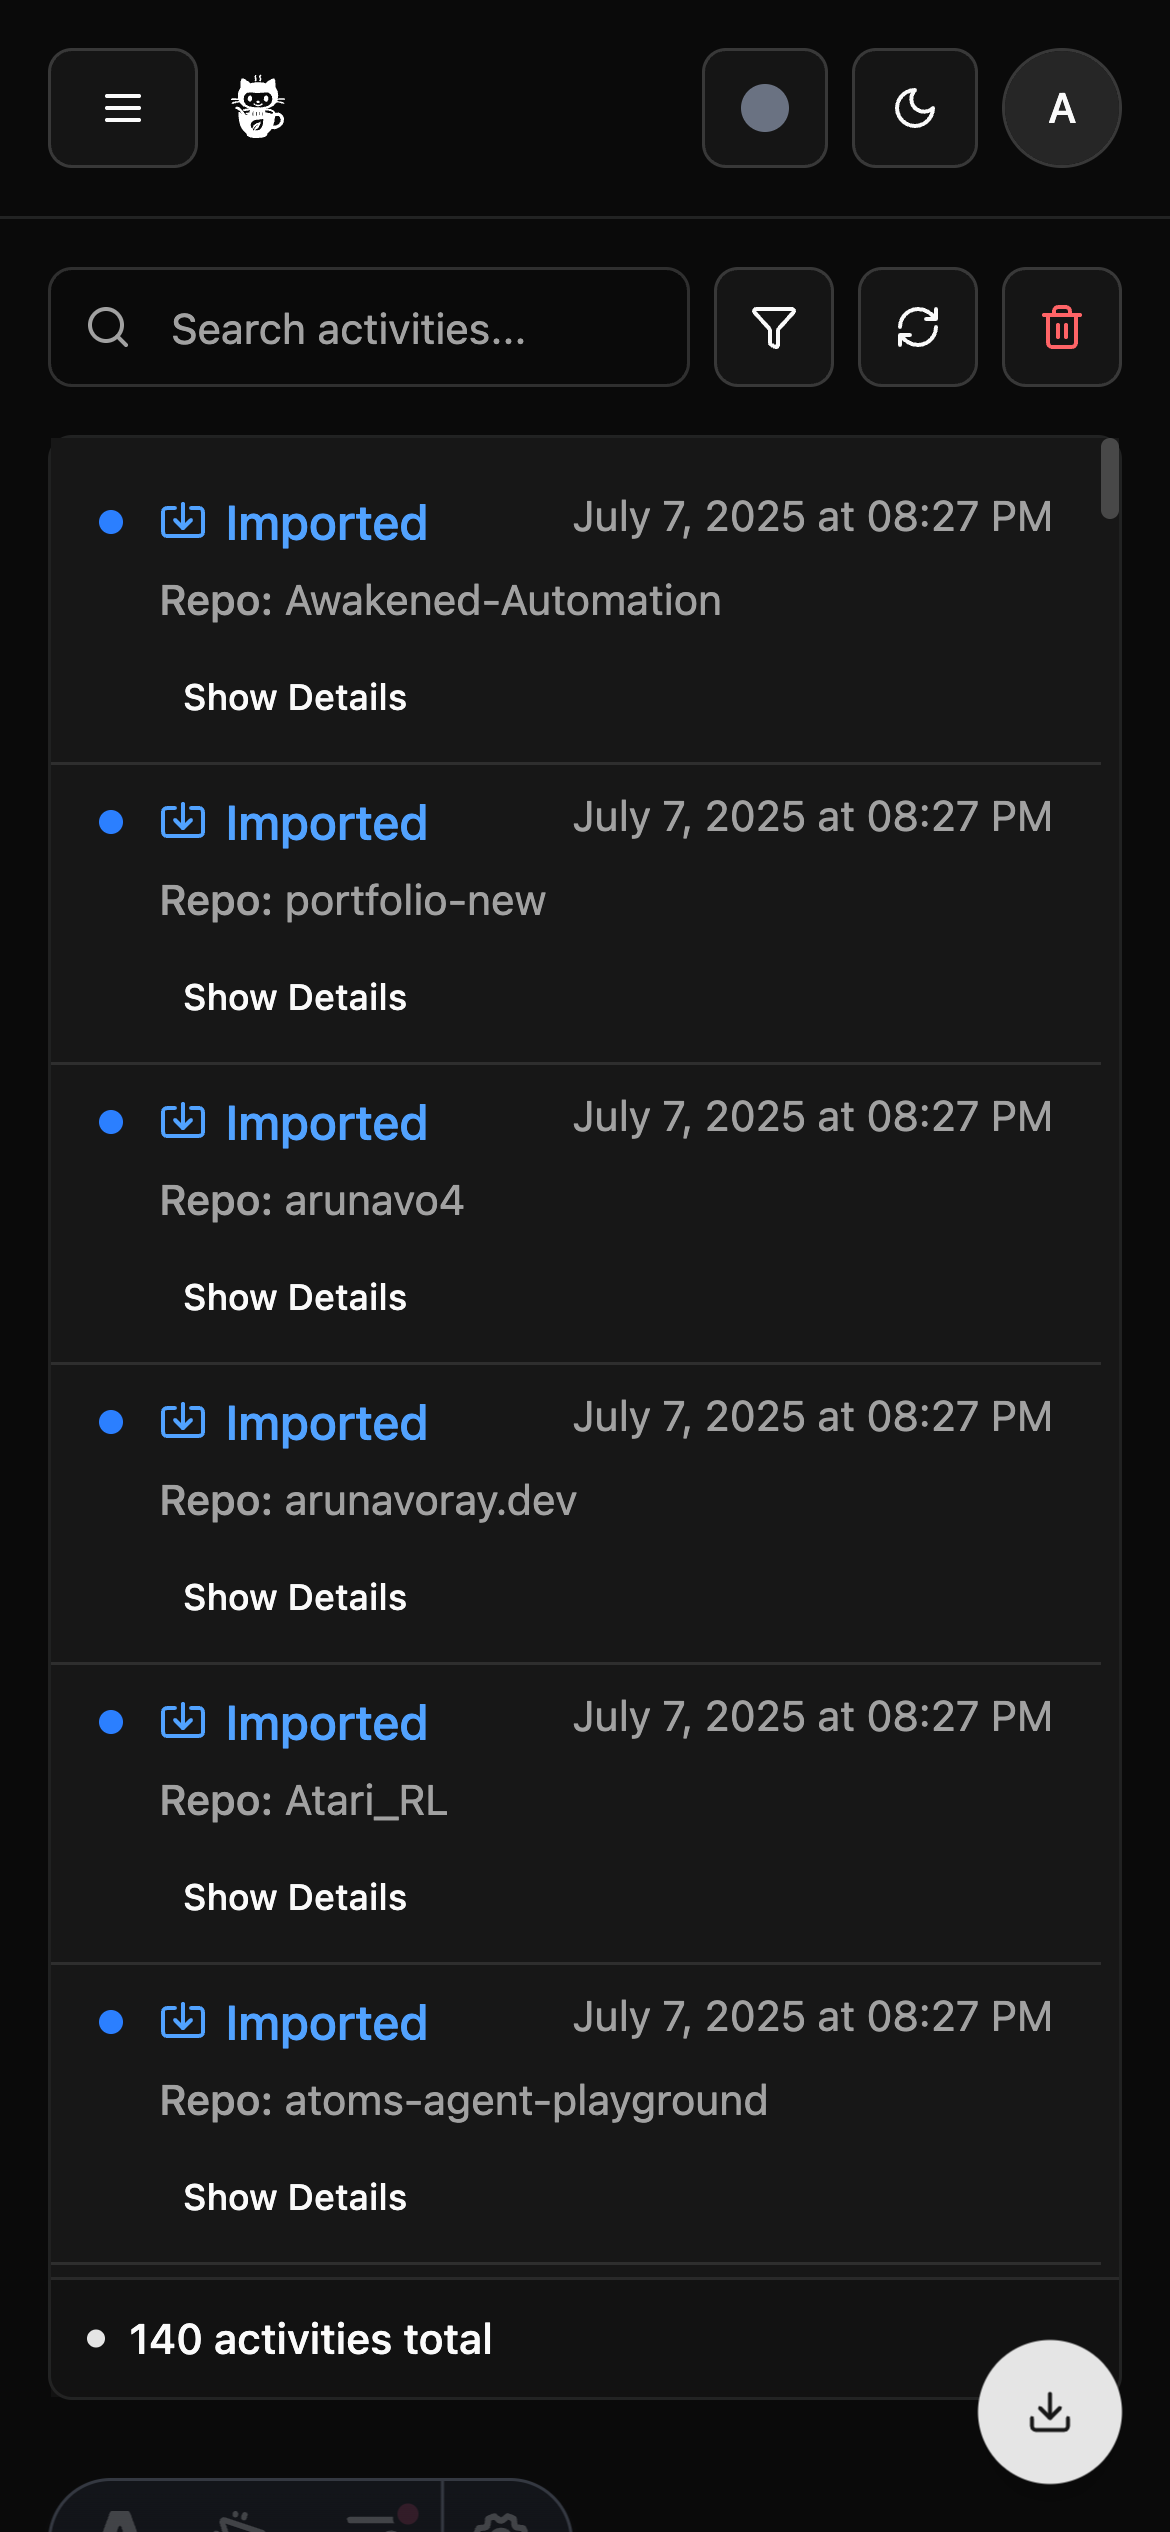 A
Search activities...
Imported July 7, 2025 at 08:27 PM
Repo: Awakened-Automation
Show Details
Imported July 7, 2025 at 08:27 PM
Repo: portfolio-new
Show Details
Imported July 7, 2025 at 08:27 PM
Repo: arunavo4
Show Details
Imported July 7, 2025 at 08:27 PM
Repo: arunavoray.dev
Show Details
Imported July 7, 2025 at 08:27 PM
Repo: Atari_RL
Show Details
Imported July 7, 2025 at 08:27 PM
Repo: atoms-agent-playground
Show Details
140 activities total